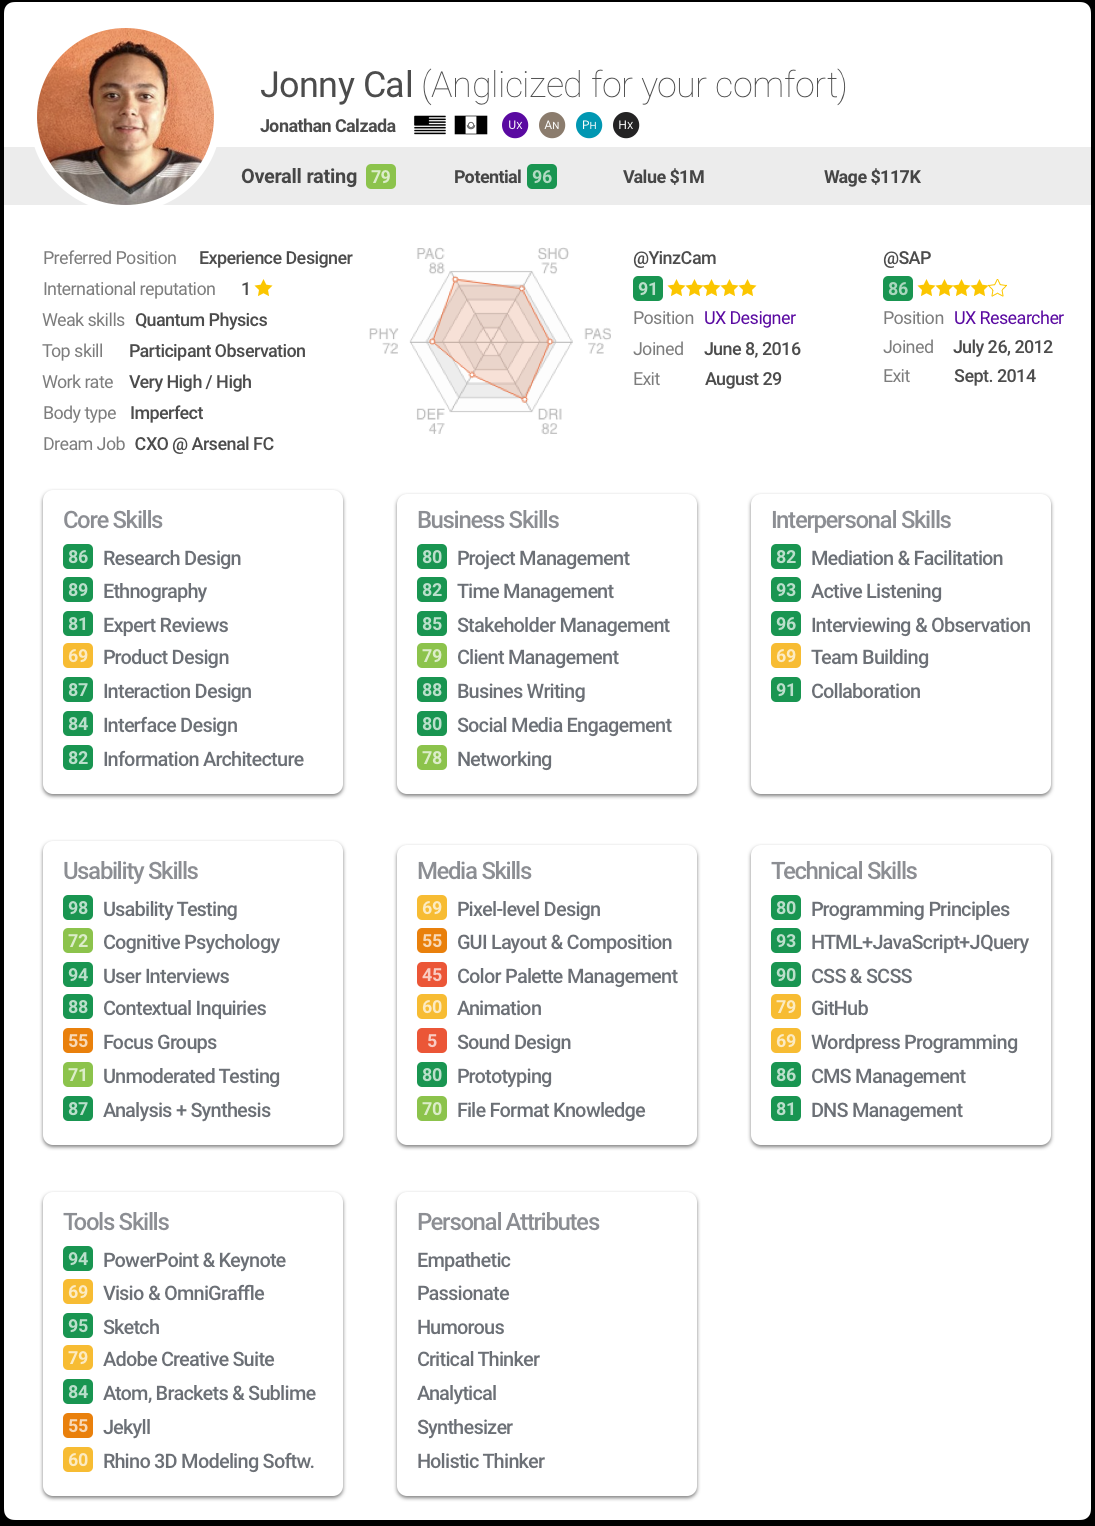 Jonny Cal (Anglicized for your comfort)
Jonathan Calzada UX AN PH HX
Overall rating 79 Potential 96 Value $1M Wage $117K
Preferred Position Experience Designer
International reputation 1
Weak skills Quantum Physics
Top skill Participant Observation
Work rate Very High / High
Body type Imperfect
Dream Job CXO @ Arsenal FC
PAC
88
SHO
75
PHY
72
PAS
72
DEF
47
DRI
82
@YinzCam
91
Position UX Designer
Joined June 8, 2016
Exit August 29
@SAP
86
Position UX Researcher
Joined July 26, 2012
Exit Sept. 2014
Core Skills
86 Research Design
89 Ethnography
81 Expert Reviews
69 Product Design
87 Interaction Design
84 Interface Design
82 Information Architecture
Business Skills
80 Project Management
82 Time Management
85 Stakeholder Management
79 Client Management
88 Busines Writing
80 Social Media Engagement
78 Networking
Interpersonal Skills
82 Mediation & Facilitation
93 Active Listening
96 Interviewing & Observation
69 Team Building
91 Collaboration
Usability Skills
98 Usability Testing
72 Cognitive Psychology
94 User Interviews
88 Contextual Inquiries
55 Focus Groups
71 Unmoderated Testing
87 Analysis + Synthesis
Media Skills
69 Pixel-level Design
55 GUI Layout & Composition
45 Color Palette Management
60 Animation
5 Sound Design
80 Prototyping
70 File Format Knowledge
Technical Skills
80 Programming Principles
93 HTML+JavaScript+JQuery
90 CSS & SCSS
79 GitHub
69 Wordpress Programming
86 CMS Management
81 DNS Management
Tools Skills
94 PowerPoint & Keynote
69 Visio & OmniGraffle
95 Sketch
79 Adobe Creative Suite
84 Atom, Brackets & Sublime
55 Jekyll
60 Rhino 3D Modeling Softw.
Personal Attributes
Empathetic
Passionate
Humorous
Critical Thinker
Analytical
Synthesizer
Holistic Thinker